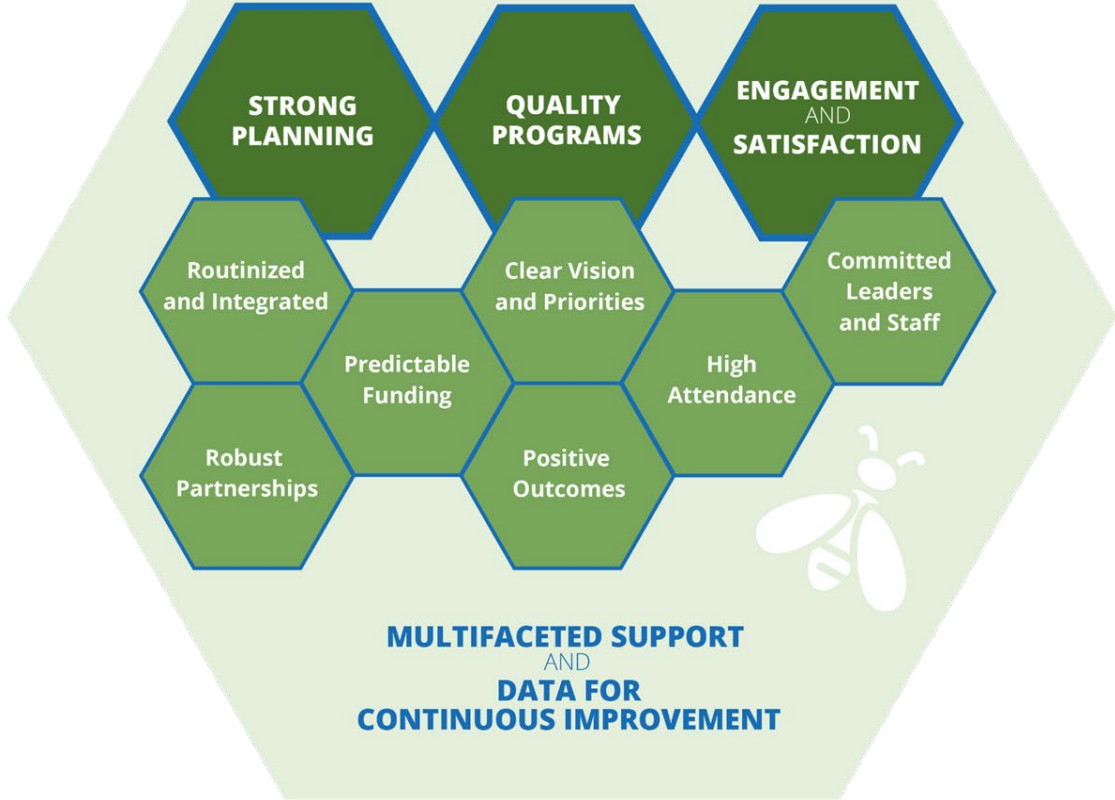 STRONG
PLANNING
QUALITY
PROGRAMS
ENGAGEMENT
AND
SATISFACTION
Routinized
and Integrated
Clear Vision
and Priorities
Committed
Leaders
and Staff
Predictable
Funding
High
Attendance
Robust
Partnerships
Positive
Outcomes
MULTIFACETED SUPPORT
AND
DATA FOR
CONTINUOUS IMPROVEMENT